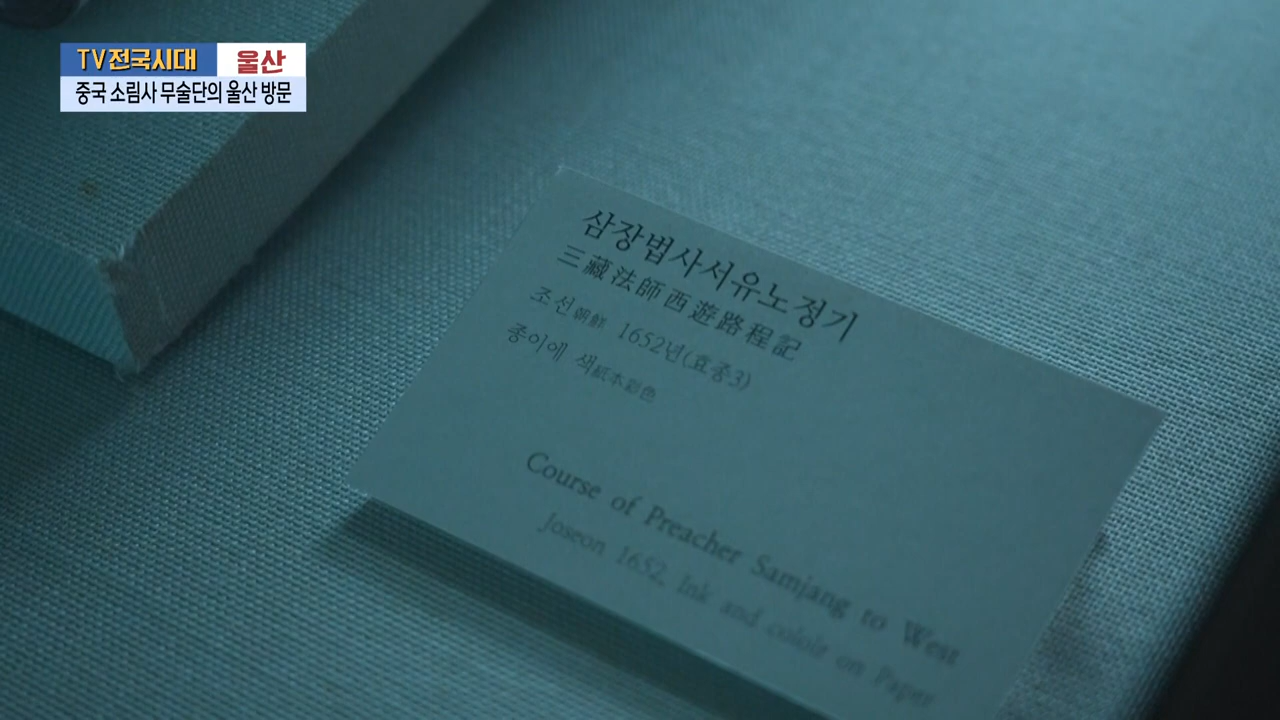 TV전국시대 울산
중국 소림사 무술단의 울산 방문
삼장법사서유노정기
三藏法師西遊路程記
조선朝鮮 1652년(효종3)
종이에 색紙本彩色
Course of Preacher Samjang to West
Joseon 1652, Ink and colols on Paper